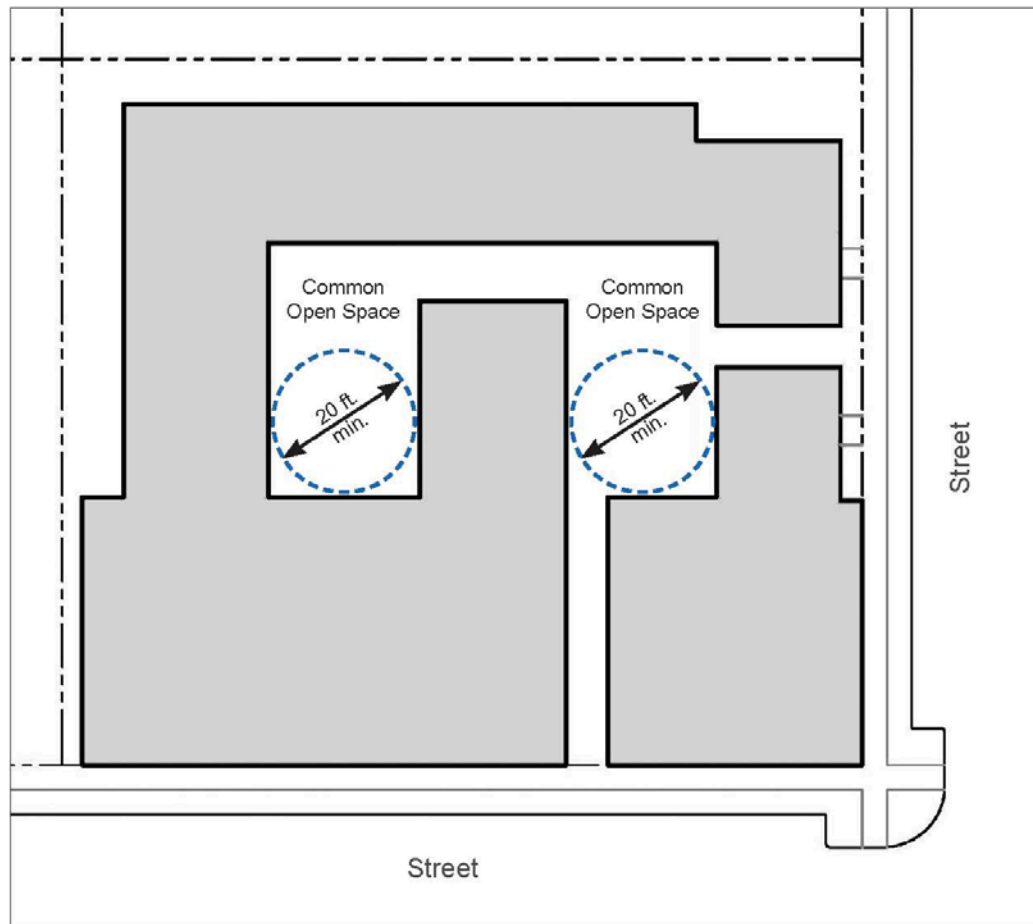 Common
Open Space
20 ft.
min.
Common
Open Space
20 ft.
min.
Street
Street